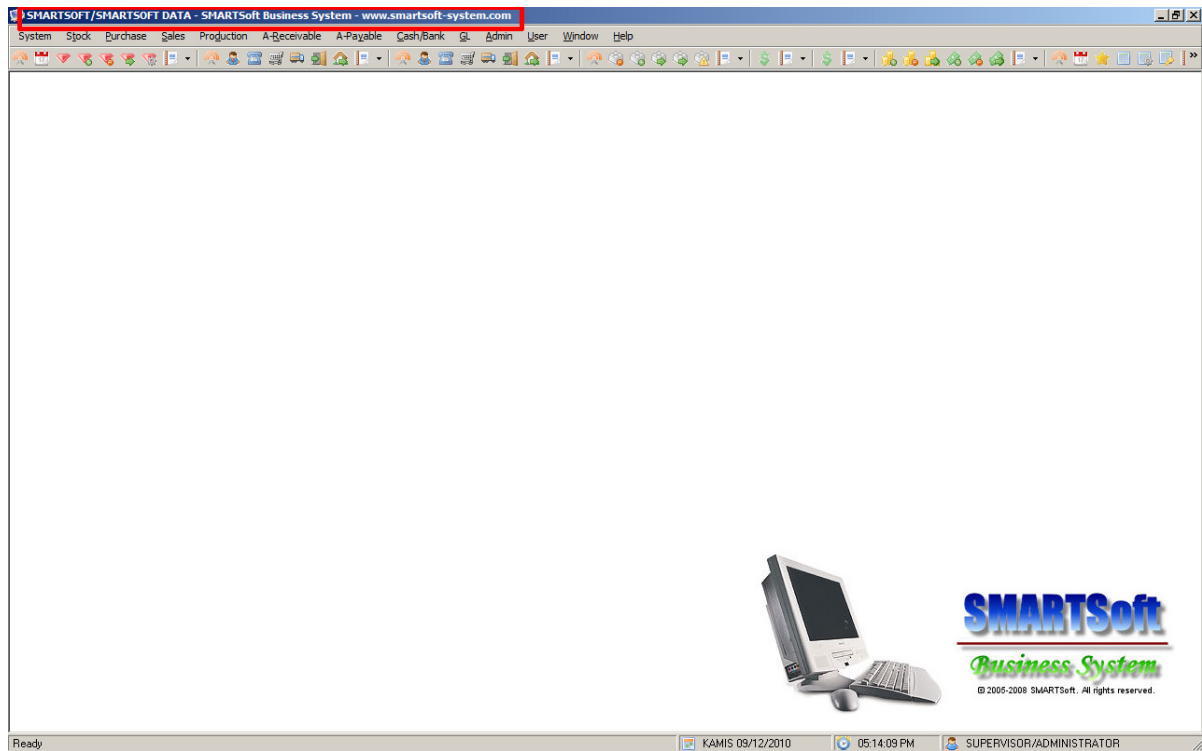 SMARTSOFT/SMARTSOFT DATA - SMARTSoft Business System - www.smartsoft-system.com
System Stock Purchase Sales Production A-Receivable A-Payable Cash/Bank GL Admin User Window Help
SMARTSoft
Business System
© 2005-2008 SMARTSoft. All rights reserved.
Ready KAMIS 09/12/2010 05:14:09 PM SUPERVISOR/ADMINISTRATOR